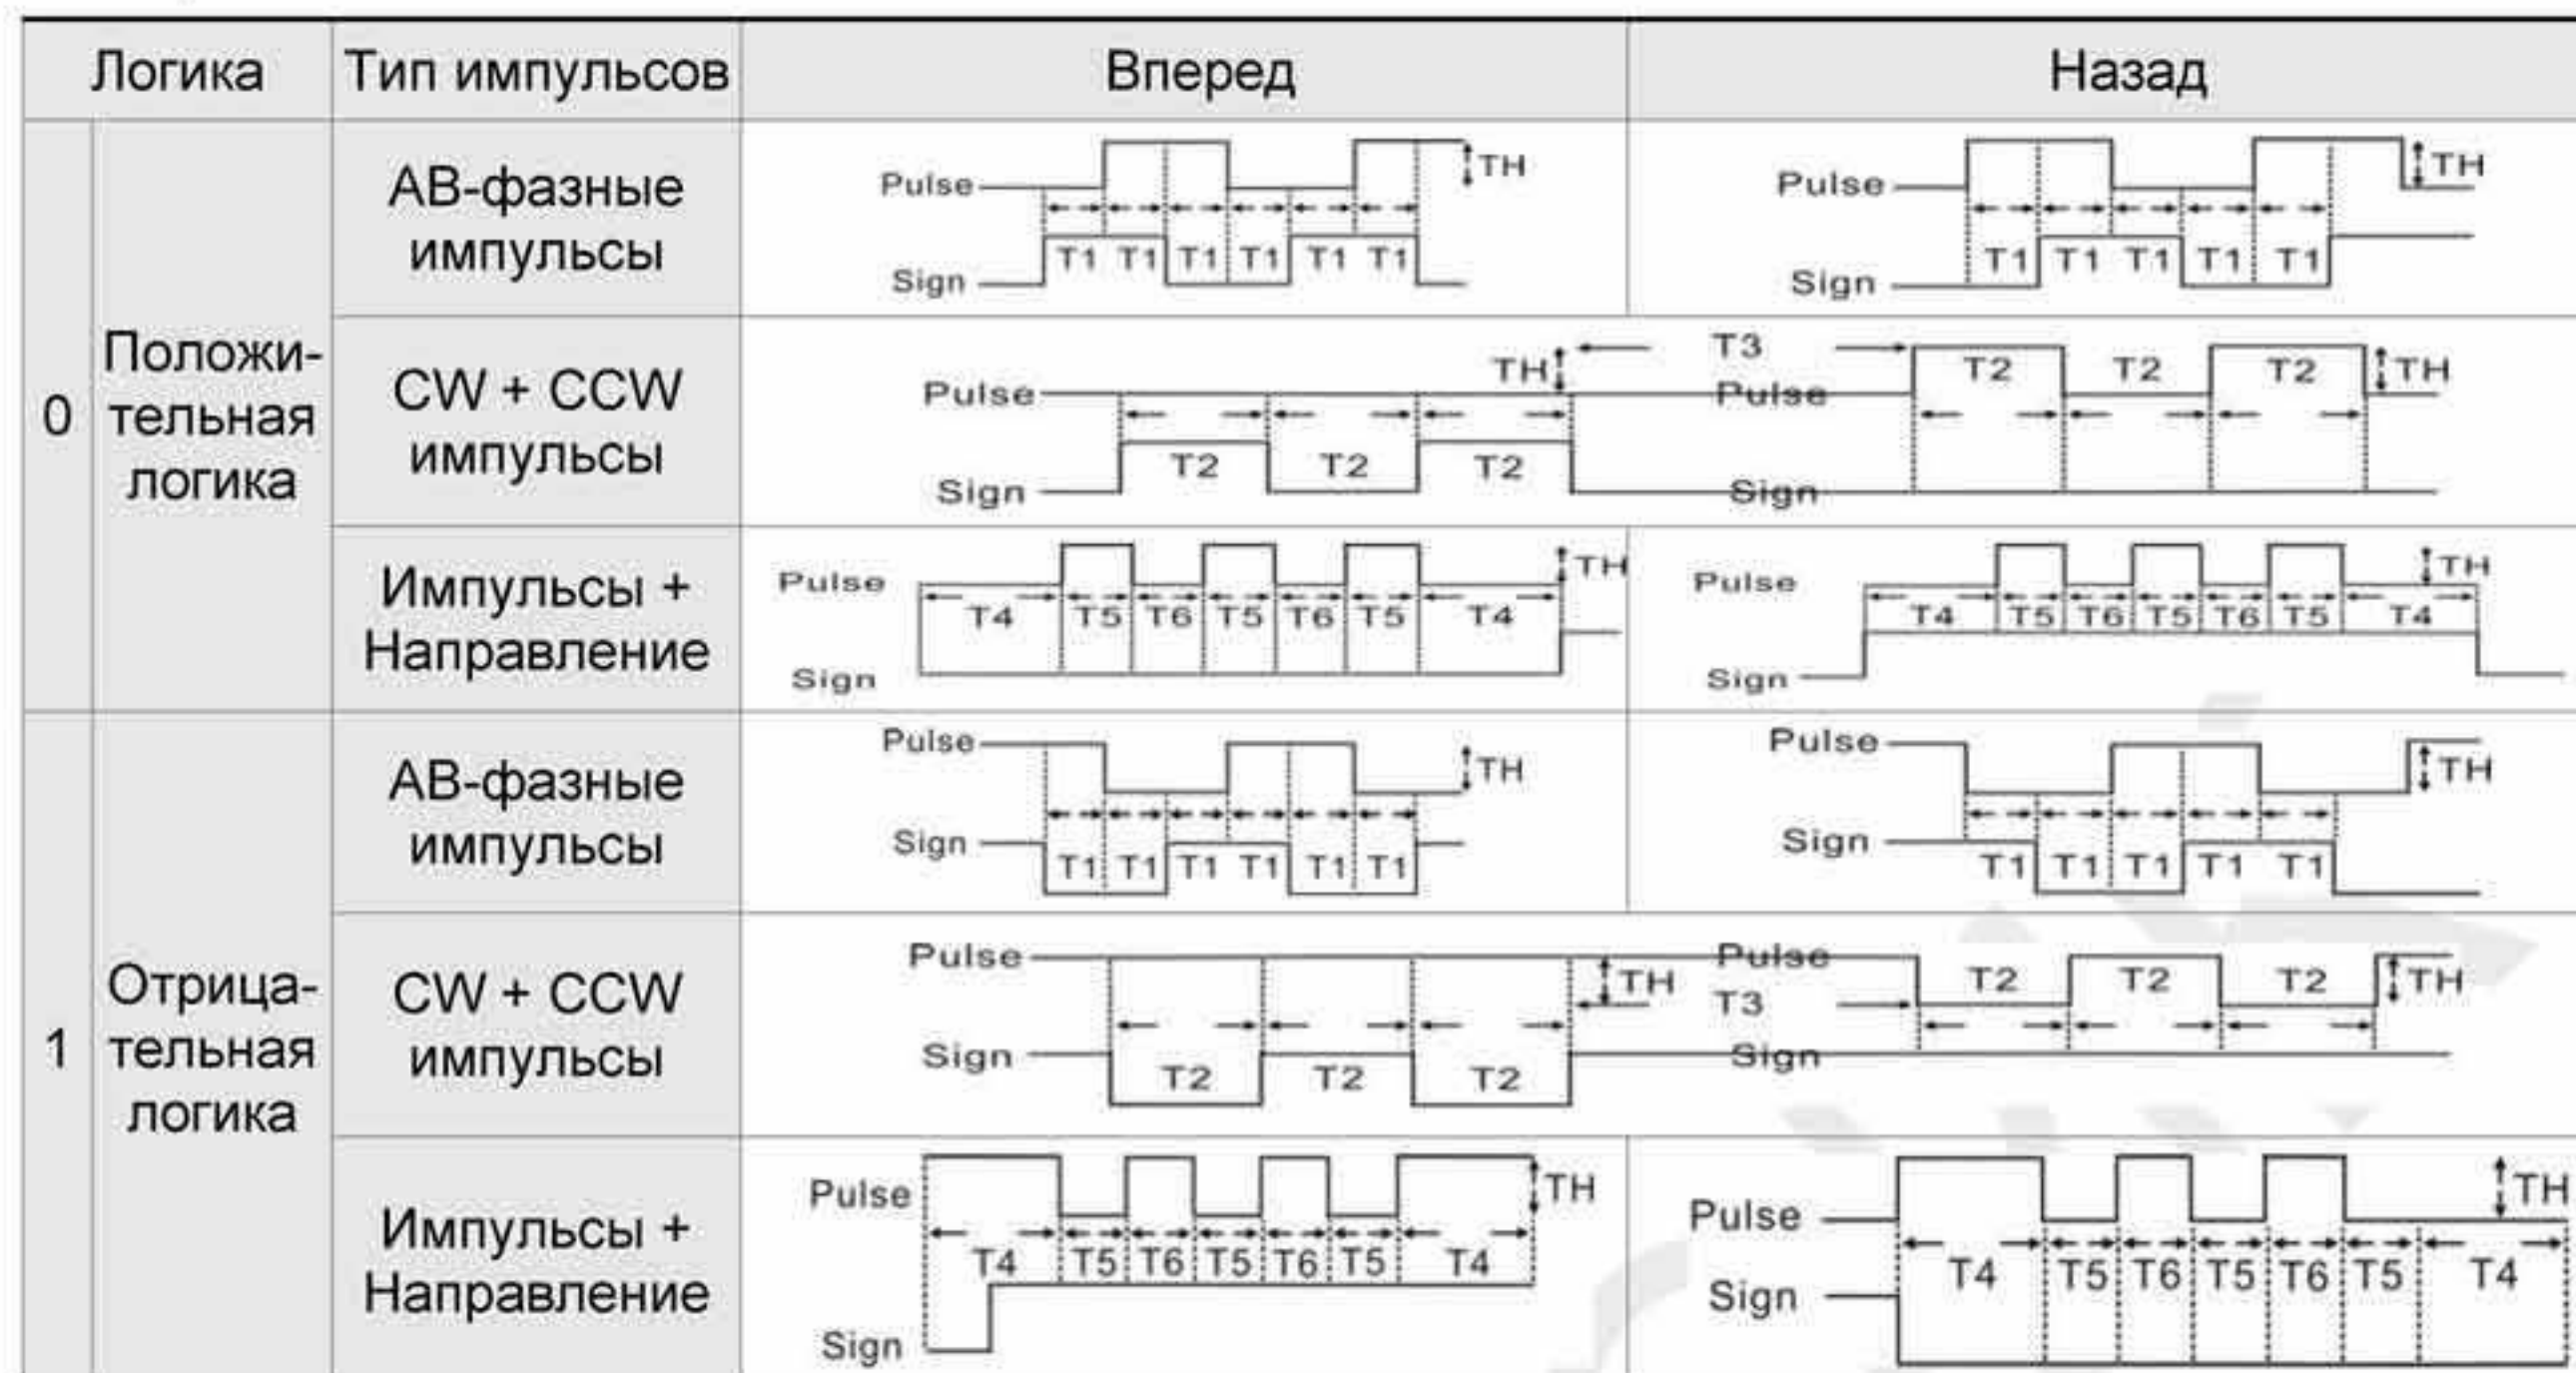 Логика Тип импульсов Вперед Назад
0
Положи-
тельная
логика
АВ-фазные
импульсы
Pulse TH
T1 T1 T1 T1 T1 T1
Sign
Pulse TH
T1 T1 T1 T1 T1
Sign
CW + CCW
импульсы
TH T3
Pulse
T2 T2 T2
Sign
T2 T2 T2 TH
Pulse
Sign
Импульсы +
Направление
Pulse TH
T4 T5 T6 T5 T6 T5 T4
Sign
Pulse TH
T4 T5 T6 T5 T6 T5 T4
Sign
1
Отрица-
тельная
логика
АВ-фазные
импульсы
Pulse TH
Sign
T1 T1 T1 T1 T1 T1
Pulse TH
Sign
T1 T1 T1 T1 T1
CW + CCW
импульсы
Pulse TH
T3
Sign
T2 T2 T2
Pulse
T2 T2 T2 TH
Sign
Импульсы +
Направление
Pulse TH
T4 T5 T6 T5 T6 T5 T4
Sign
Pulse TH
T4 T5 T6 T5 T6 T5 T4
Sign